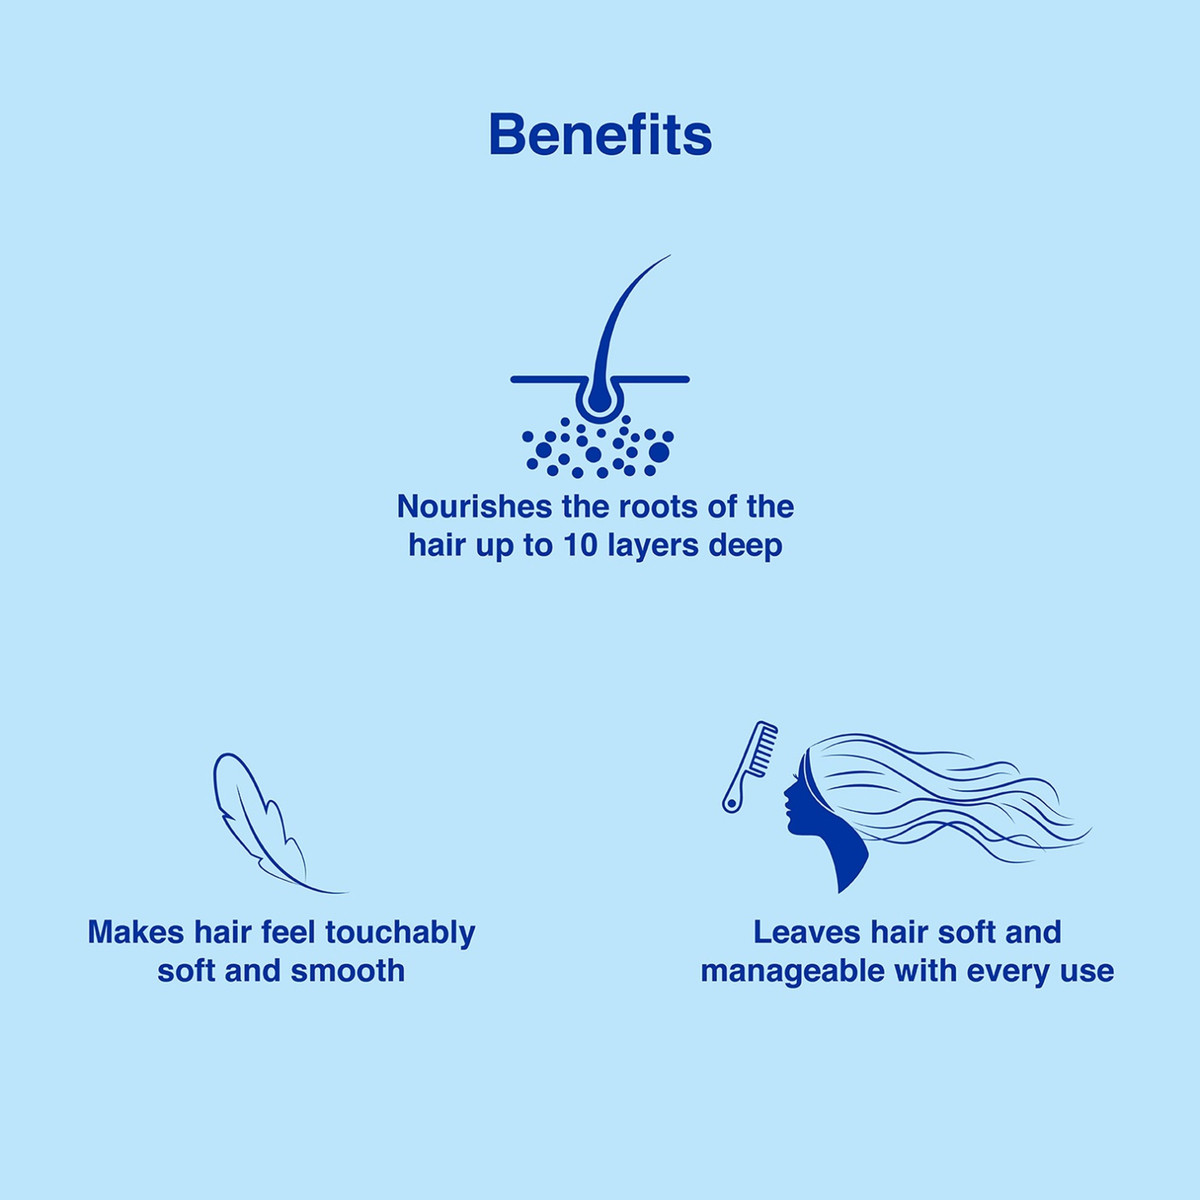 Benefits
Nourishes the roots of the
hair up to 10 layers deep
Makes hair feel touchably
soft and smooth
Leaves hair soft and
manageable with every use